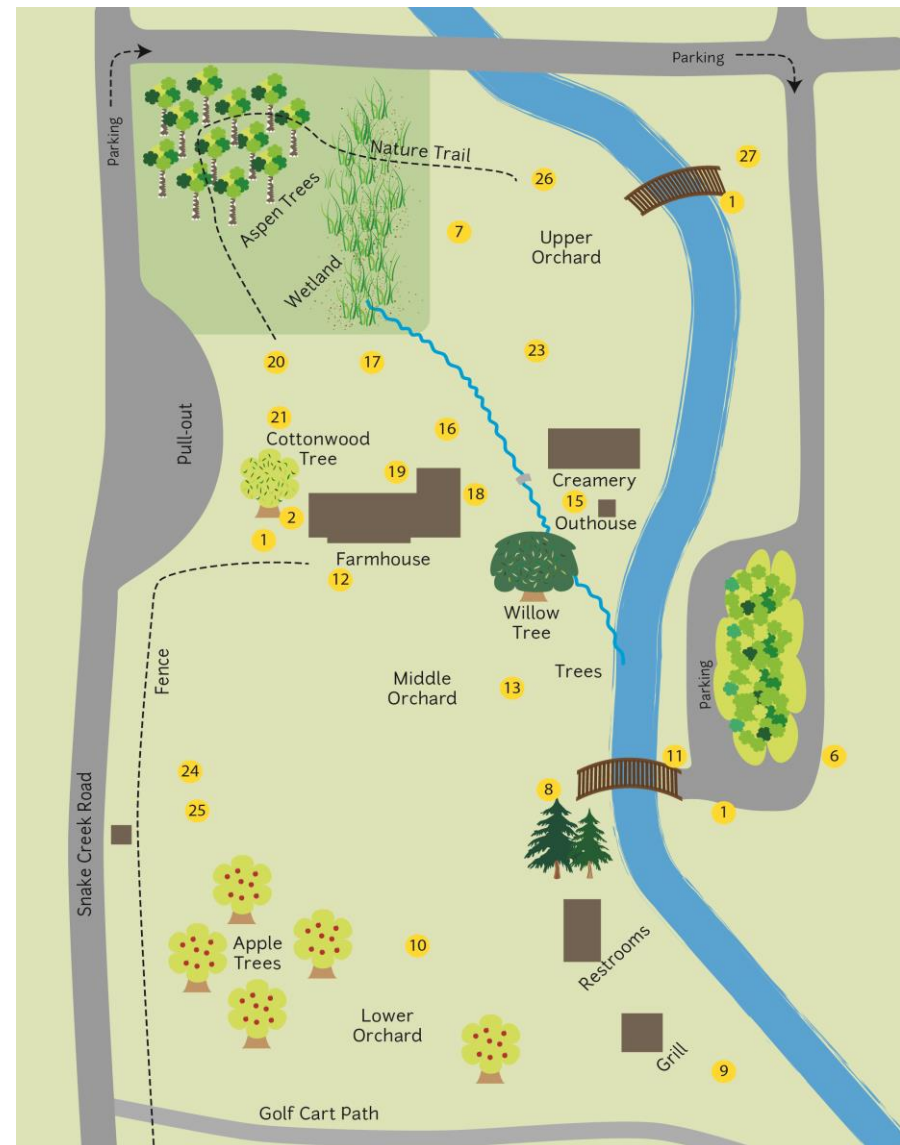 Parking
Parking
Nature Trail
Aspen Trees
Wetland
26
27
1
7
Upper
Orchard
20
17
23
21
16
Pull-out
Cottonwood
Tree
19
18
Creamery
15
Outhouse
2
1
Farmhouse
12
Willow
Tree
Fence
Middle
Orchard
13
Trees
Parking
24
25
11
6
8
1
Snake Creek Road
Apple
Trees
10
Restrooms
Lower
Orchard
Grill
9
Golf Cart Path